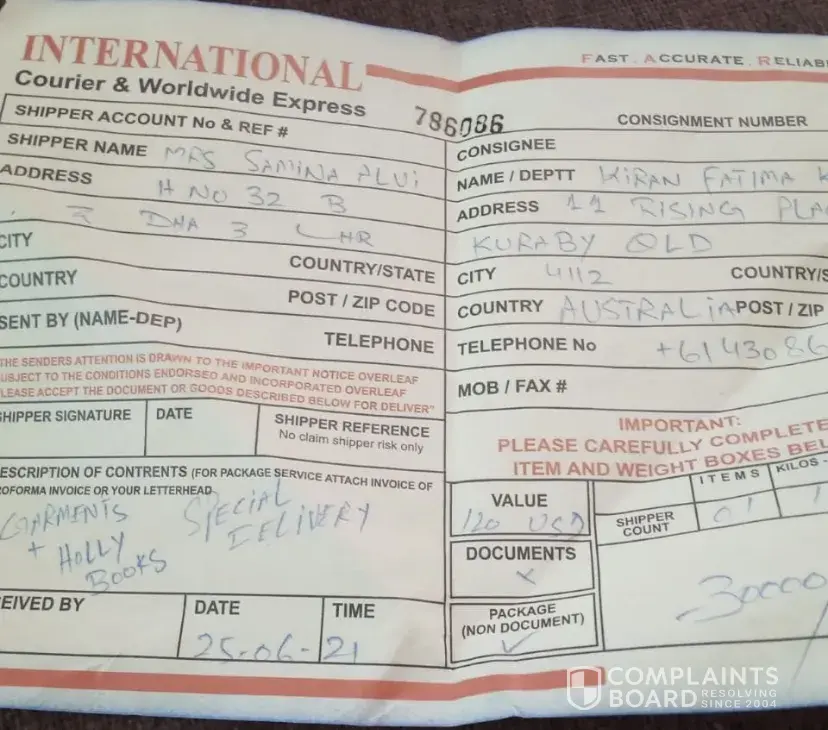 INTERNATIONAL
Courier & Worldwide Express
SHIPPER ACCOUNT No & REF #
SHIPPER NAME MRS SAMINA ALVI
ADDRESS H NO 32 B
DHA 3 LHR
CITY
COUNTRY/STATE
COUNTRY
POST / ZIP CODE
SENT BY (NAME-DEP)
TELEPHONE
THE SENDERS ATTENTION IS DRAWN TO THE IMPORTANT NOTICE OVERLEAF
SUBJECT TO THE CONDITIONS ENDORSED AND INCORPORATED OVERLEAF
PLEASE ACCEPT THE DOCUMENT OR GOODS DESCRIBED BELOW FOR DELIVER"
SHIPPER SIGNATURE
DATE
SHIPPER REFERENCE
No claim shipper risk only
ESCRIPTION OF CONTRENTS (FOR PACKAGE SERVICE ATTACH INVOICE OF
ROFORMA INVOICE OR YOUR LETTERHEAD
GARMENTS
+ HOLLY
BOOKS
SPECIAL
DELIVERY
EIVED BY
DATE
25-06-21
TIME
FAST. ACCURATE. RELIAB
786086
CONSIGNMENT NUMBER
CONSIGNEE
NAME / DEPTT KIRAN FATIMA K
ADDRESS 11 RISING PLA
KURABY QLD
CITY 4112 COUNTRY/S
COUNTRY AUSTRALIA POST / ZIP
TELEPHONE No +6143086
MOB / FAX #
IMPORTANT:
PLEASE CAREFULLY COMPLETE
ITEM AND WEIGHT BOXES BEL
VALUE
120 USD
DOCUMENTS
X
PACKAGE
(NON DOCUMENT)
✓
ITEMS
KILOS -
SHIPPER
COUNT
01
1
30000
COMPLAINTS
BOARD RESOLVING
SINCE 2004